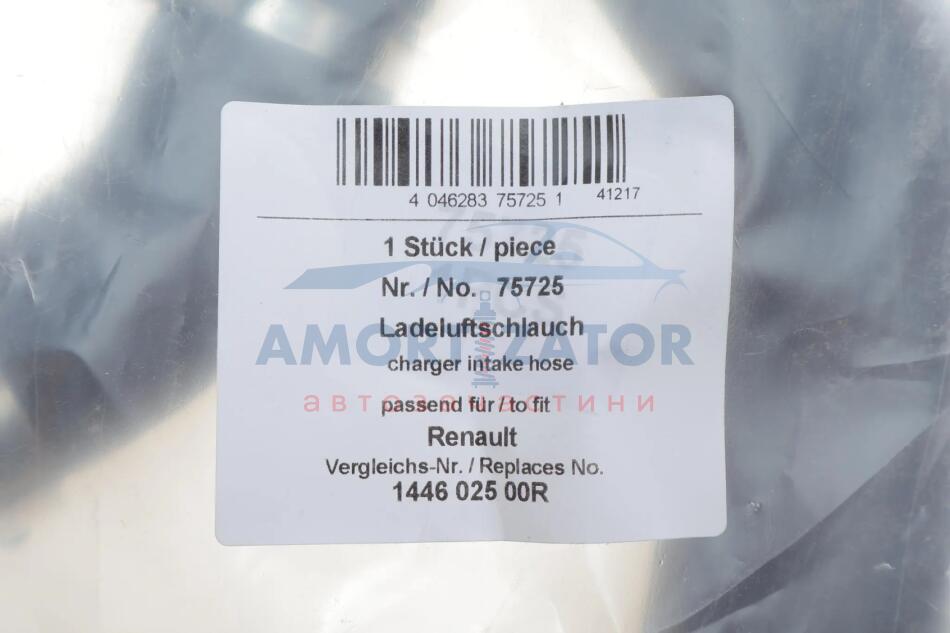 4 046283 75725 1 41217
1 Stück / piece
Nr. / No. 75725
Ladeluftschlauch
AMORTIZATOR
charger intake hose
автозапчастини
passend für / to fit
Renault
Vergleichs-Nr. / Replaces No.
1446 025 00R